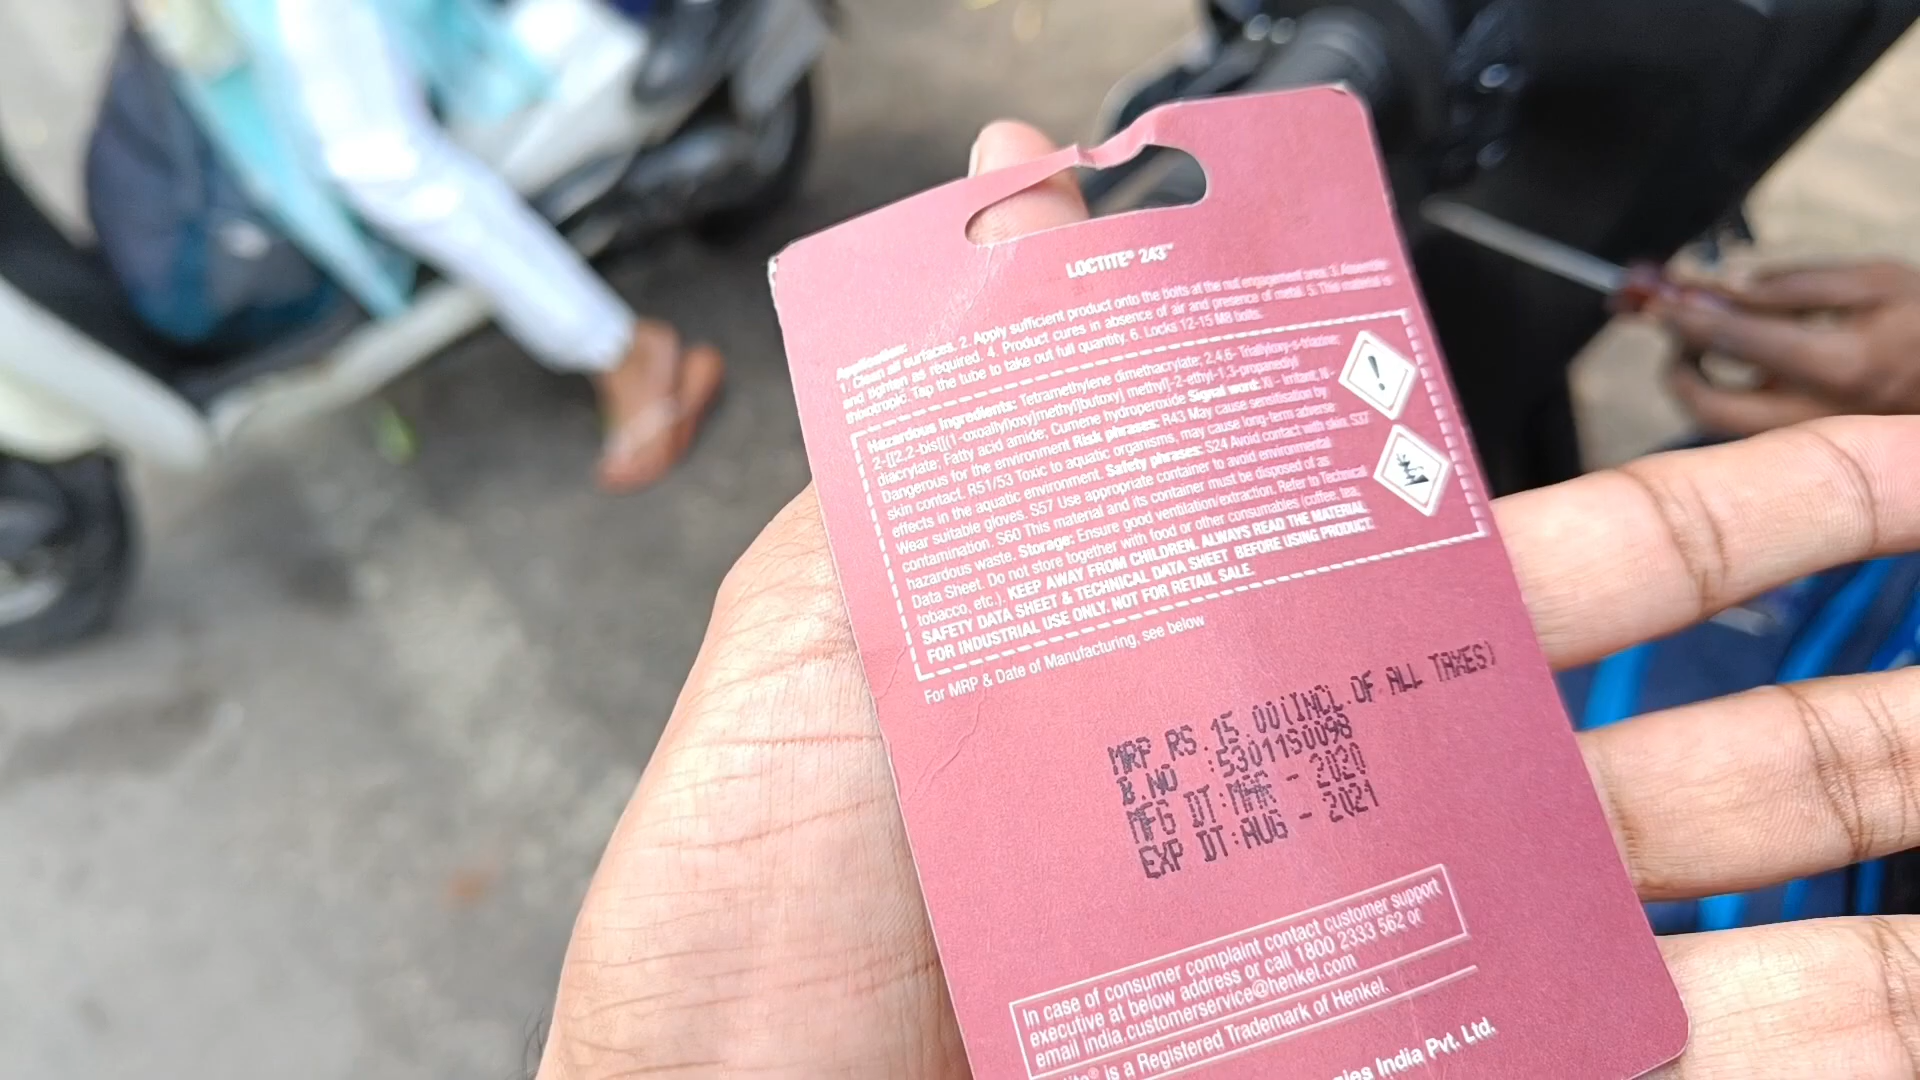 LOCTITE® 243™
Application:
1. Clean all surfaces. 2. Apply sufficient product onto the bolts at the nut engagement area. 3. Assemble
and tighten as required. 4. Product cures in absence of air and presence of metal. 5. This material is
thixotropic. Tap the tube to take out full quantity. 6. Locks 12-15 M8 bolts.
Hazardous Ingredients: Tetramethylene dimethacrylate; 2,4,6- Triallyloxy-s-triazine;
2-[[2,2-bis[[(1-oxoallyl)oxy]methyl]butoxy] methyl]-2-ethyl-1,3-propanediyl
diacrylate; Fatty acid amide; Cumene hydroperoxide Signal word: Xi - Irritant, N -
Dangerous for the environment Risk phrases: R43 May cause sensitisation by
skin contact. R51/53 Toxic to aquatic organisms, may cause long-term adverse
effects in the aquatic environment. Safety phrases: S24 Avoid contact with skin. S37
Wear suitable gloves. S57 Use appropriate container to avoid environmental
contamination. S60 This material and its container must be disposed of as
hazardous waste. Storage: Ensure good ventilation/extraction. Refer to Technical
Data Sheet. Do not store together with food or other consumables (coffee, tea,
tobacco, etc.). KEEP AWAY FROM CHILDREN. ALWAYS READ THE MATERIAL
SAFETY DATA SHEET & TECHNICAL DATA SHEET BEFORE USING PRODUCT.
FOR INDUSTRIAL USE ONLY. NOT FOR RETAIL SALE.
For MRP & Date of Manufacturing, see below
MRP RS.15.00(INCL.OF ALL TAXES)
B.NO :5301150098
MFG DT:MAR - 2020
EXP DT:AUG - 2021
In case of consumer complaint contact customer support
executive at below address or call 1800 2333 562 or
email india.customerservice@henkel.com
® is a Registered Trademark of Henkel.
India Pvt. Ltd.